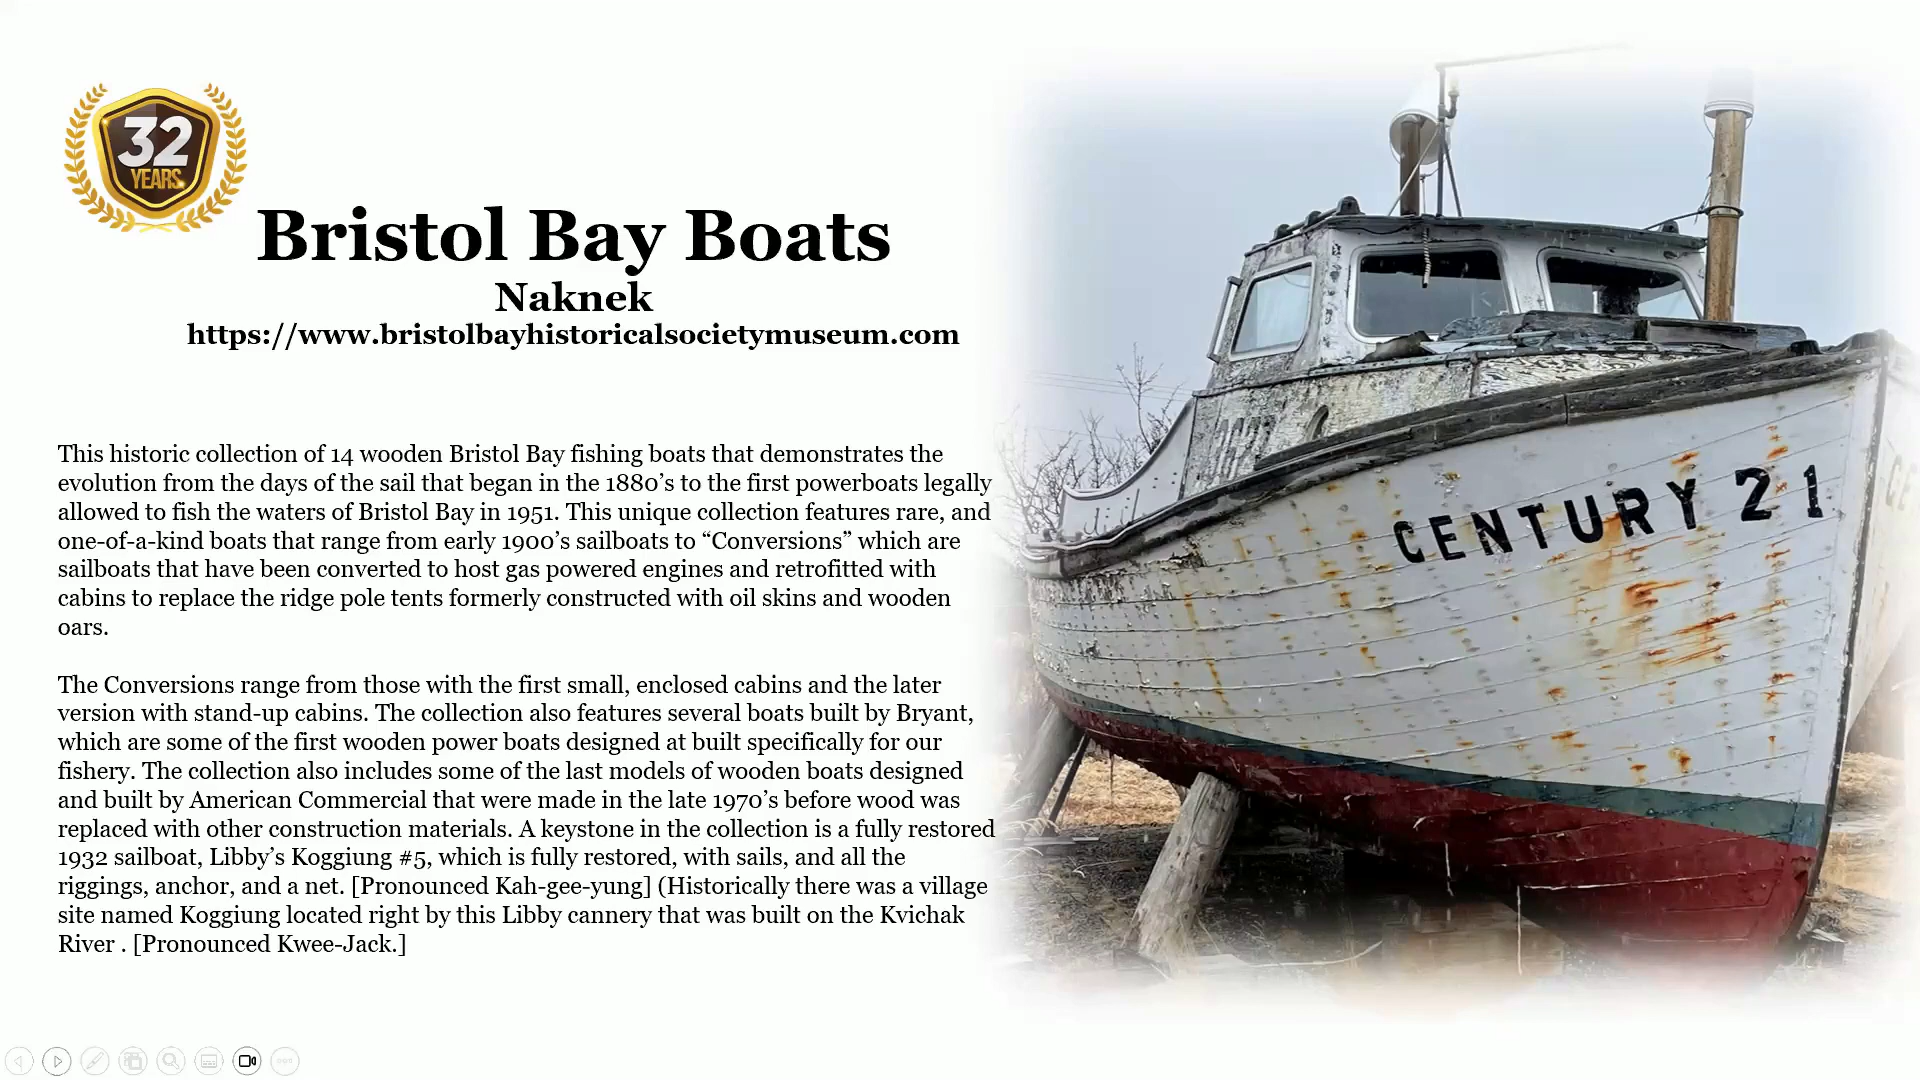 32
YEARS
Bristol Bay Boats
Naknek
https://www.bristolbayhistoricalsocietymuseum.com
This historic collection of 14 wooden Bristol Bay fishing boats that demonstrates the
evolution from the days of the sail that began in the 1880’s to the first powerboats legally
allowed to fish the waters of Bristol Bay in 1951. This unique collection features rare, and
one-of-a-kind boats that range from early 1900’s sailboats to “Conversions” which are
sailboats that have been converted to host gas powered engines and retrofitted with
cabins to replace the ridge pole tents formerly constructed with oil skins and wooden
oars.
The Conversions range from those with the first small, enclosed cabins and the later
version with stand-up cabins. The collection also features several boats built by Bryant,
which are some of the first wooden power boats designed at built specifically for our
fishery. The collection also includes some of the last models of wooden boats designed
and built by American Commercial that were made in the late 1970’s before wood was
replaced with other construction materials. A keystone in the collection is a fully restored
1932 sailboat, Libby’s Koggiung #5, which is fully restored, with sails, and all the
riggings, anchor, and a net. [Pronounced Kah-gee-yung] (Historically there was a village
site named Koggiung located right by this Libby cannery that was built on the Kvichak
River . [Pronounced Kwee-Jack.]
CENTURY 21